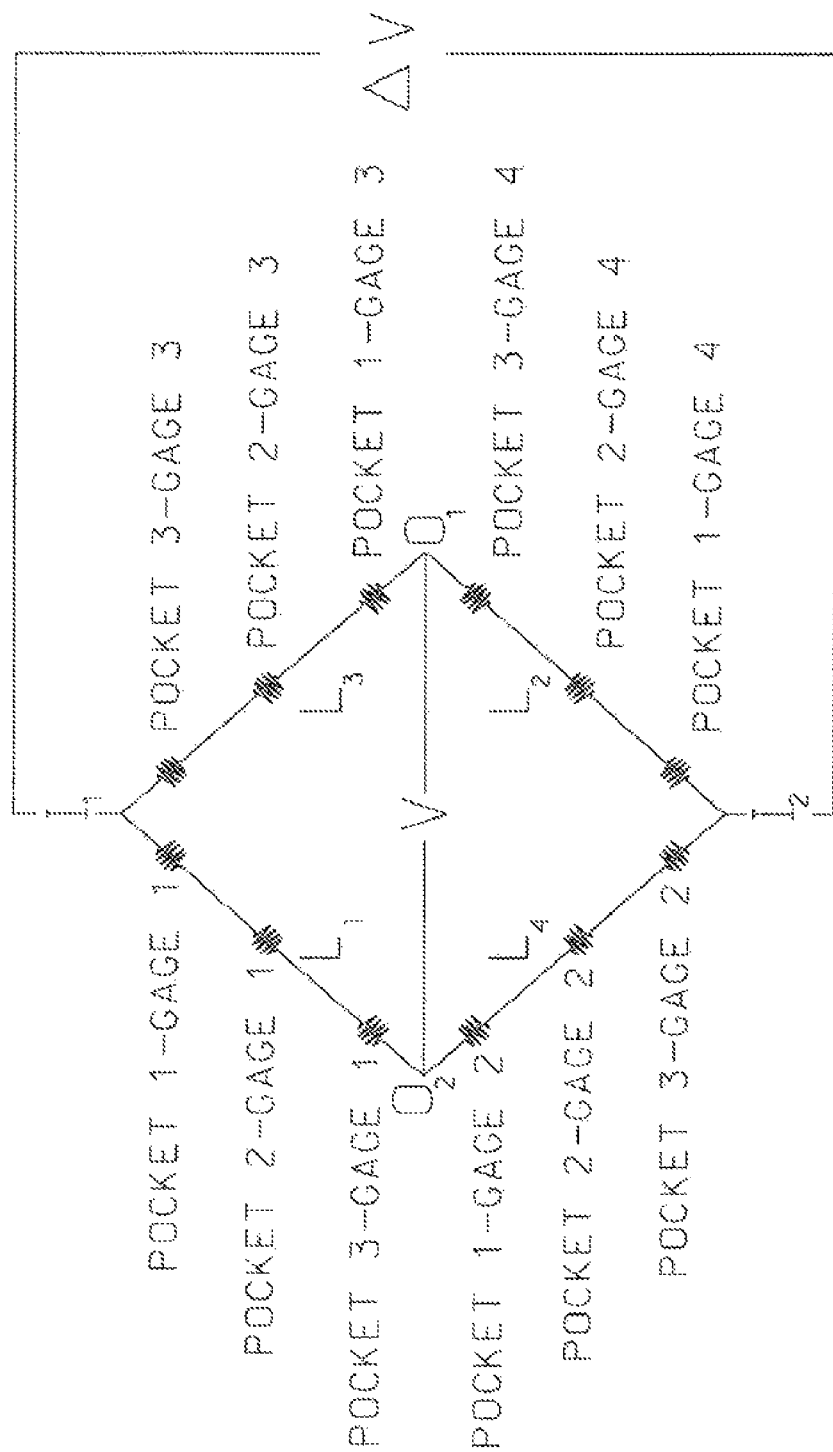 I1
POCKET 1-GAGE 1
POCKET 3-GAGE 3
POCKET 2-GAGE 1
POCKET 2-GAGE 3
L1
L3
POCKET 3-GAGE 1
POCKET 1-GAGE 3
O2
V
O1
Δ V
POCKET 1-GAGE 2
POCKET 3-GAGE 4
L4
L2
POCKET 2-GAGE 2
POCKET 2-GAGE 4
POCKET 3-GAGE 2
POCKET 1-GAGE 4
I2